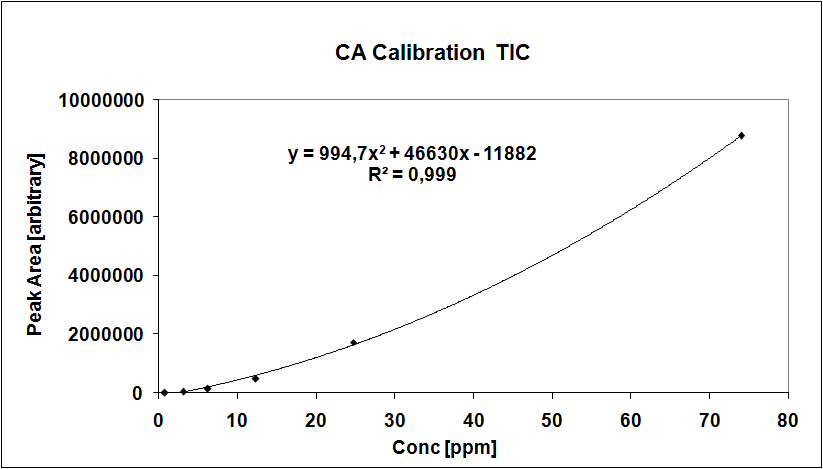 CA Calibration  TIC
10000000
8000000
6000000
4000000
2000000
0
Peak Area [arbitrary]
y = 994,7x² + 46630x - 11882
R² = 0,999
0 10 20 30 40 50 60 70 80
Conc [ppm]